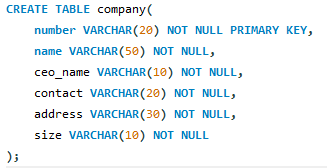 CREATE TABLE company(
number VARCHAR(20) NOT NULL PRIMARY KEY,
name VARCHAR(50) NOT NULL,
ceo_name VARCHAR(10) NOT NULL,
contact VARCHAR(20) NOT NULL,
address VARCHAR(30) NOT NULL,
size VARCHAR(10) NOT NULL
);